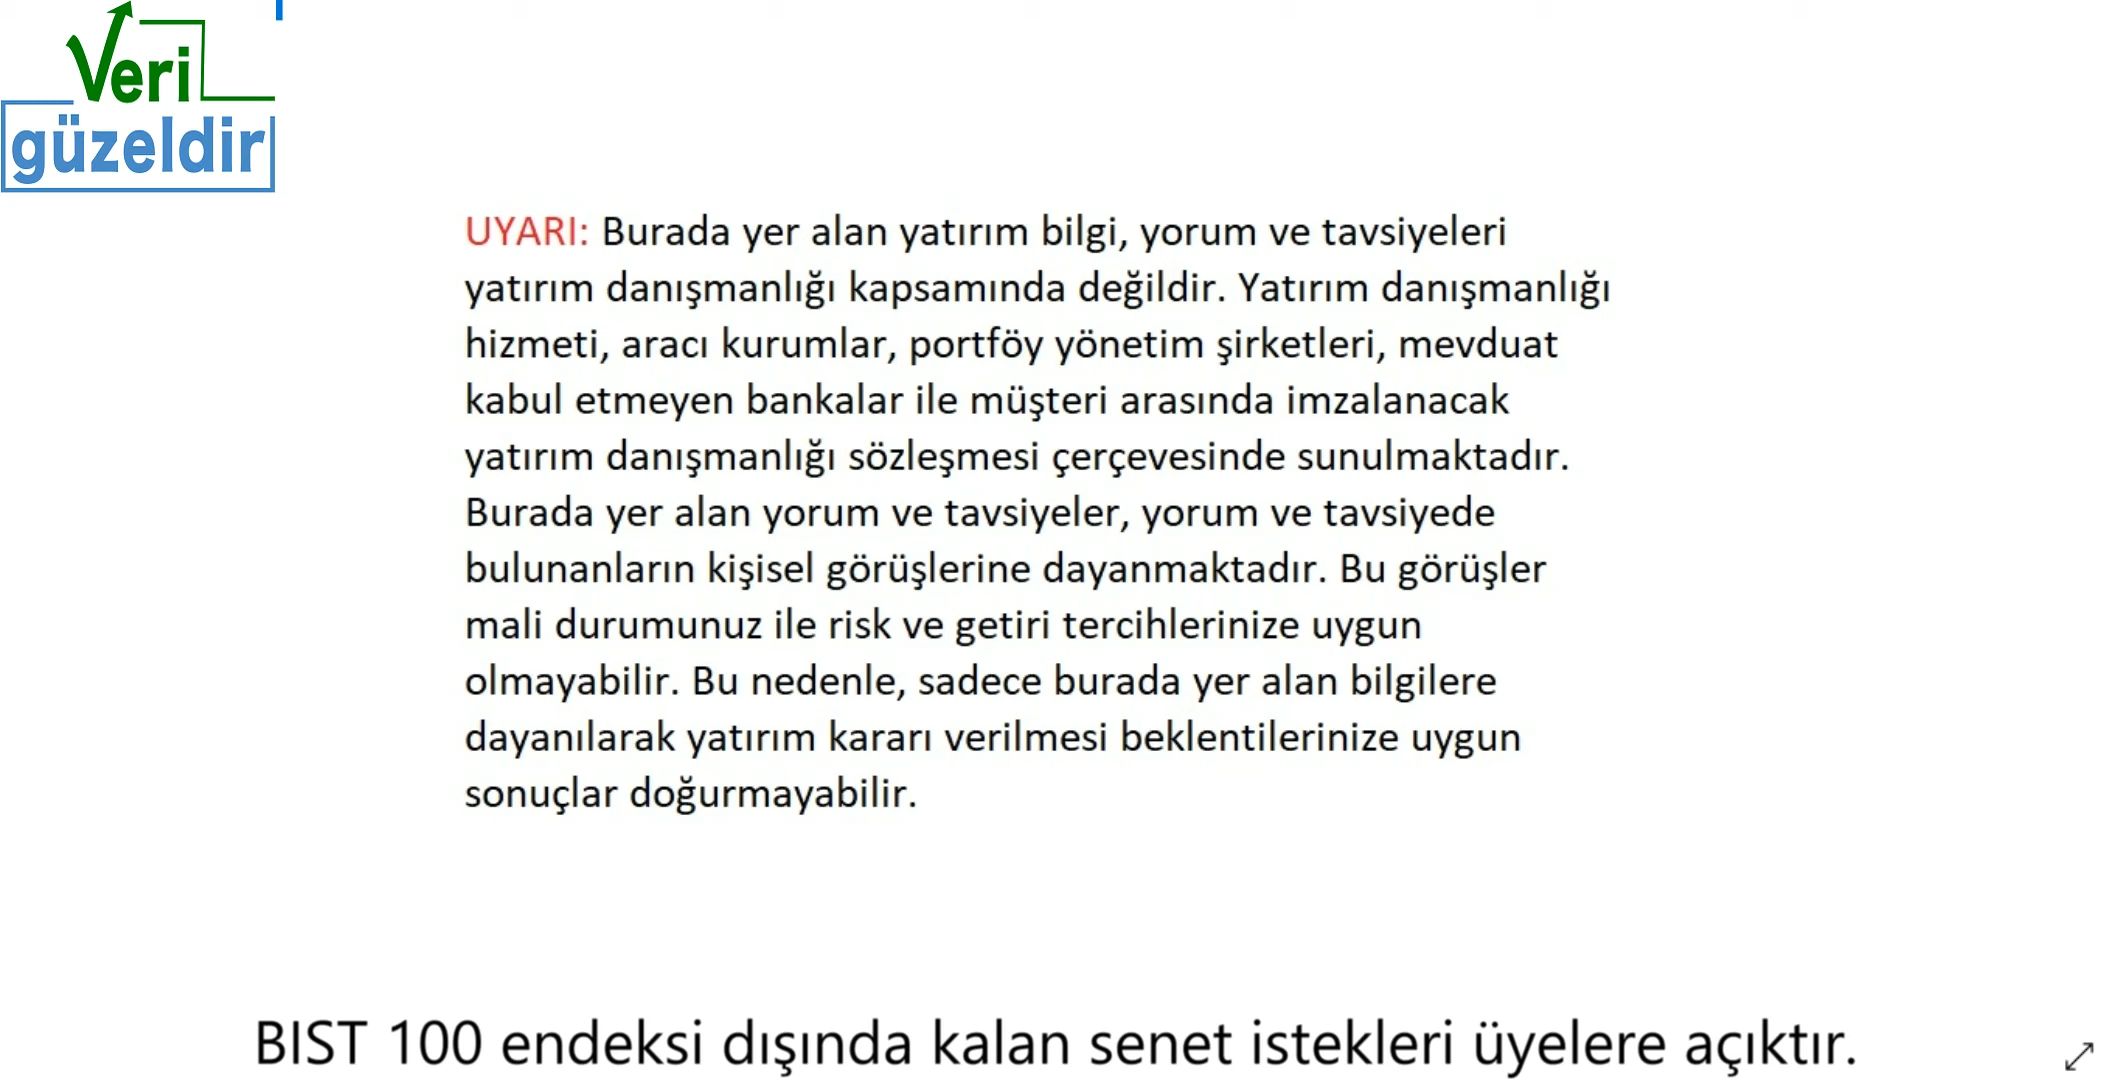 Veri
güzeldir
UYARI: Burada yer alan yatırım bilgi, yorum ve tavsiyeleri
yatırım danışmanlığı kapsamında değildir. Yatırım danışmanlığı
hizmeti, aracı kurumlar, portföy yönetim şirketleri, mevduat
kabul etmeyen bankalar ile müşteri arasında imzalanacak
yatırım danışmanlığı sözleşmesi çerçevesinde sunulmaktadır.
Burada yer alan yorum ve tavsiyeler, yorum ve tavsiyede
bulunanların kişisel görüşlerine dayanmaktadır. Bu görüşler
mali durumunuz ile risk ve getiri tercihlerinize uygun
olmayabilir. Bu nedenle, sadece burada yer alan bilgilere
dayanılarak yatırım kararı verilmesi beklentilerinize uygun
sonuçlar doğurmayabilir.
BIST 100 endeksi dışında kalan senet istekleri üyelere açıktır.